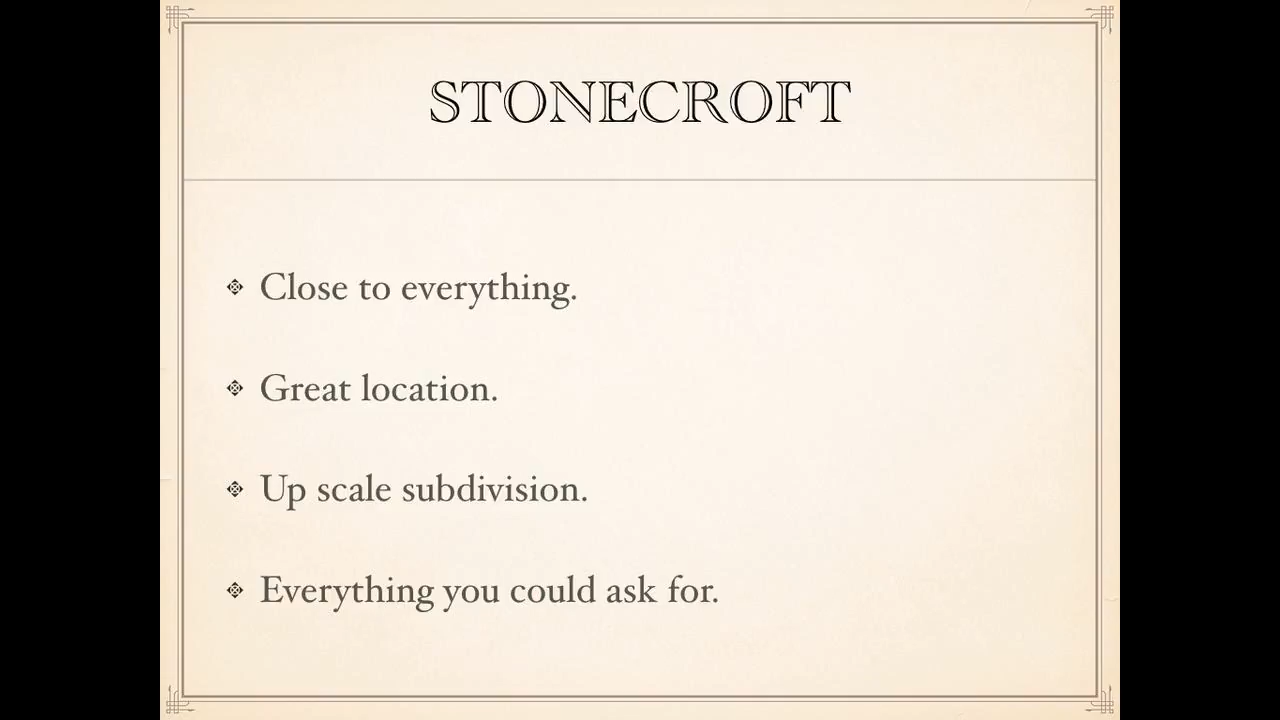 STONECROFT
Close to everything.
Great location.
Up scale subdivision.
Everything you could ask for.